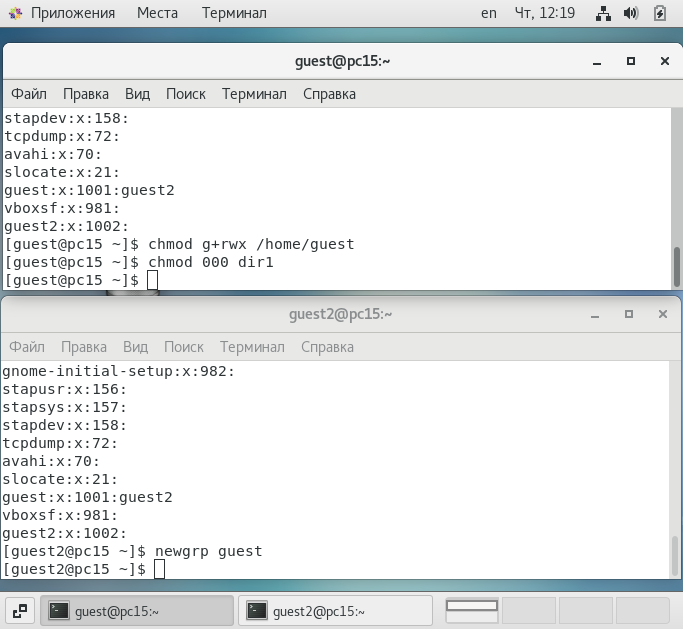 Приложения Места Терминал en Чт, 12:19
guest@pc15:~
Файл Правка Вид Поиск Терминал Справка
stapdev:x:158:
tcpdump:x:72:
avahi:x:70:
slocate:x:21:
guest:x:1001:guest2
vboxsf:x:981:
guest2:x:1002:
[guest@pc15 ~]$ chmod g+rwx /home/guest
[guest@pc15 ~]$ chmod 000 dir1
[guest@pc15 ~]$
guest2@pc15:~
Файл Правка Вид Поиск Терминал Справка
gnome-initial-setup:x:982:
stapusr:x:156:
stapsys:x:157:
stapdev:x:158:
tcpdump:x:72:
avahi:x:70:
slocate:x:21:
guest:x:1001:guest2
vboxsf:x:981:
guest2:x:1002:
[guest2@pc15 ~]$ newgrp guest
[guest2@pc15 ~]$
guest@pc15:~ guest2@pc15:~